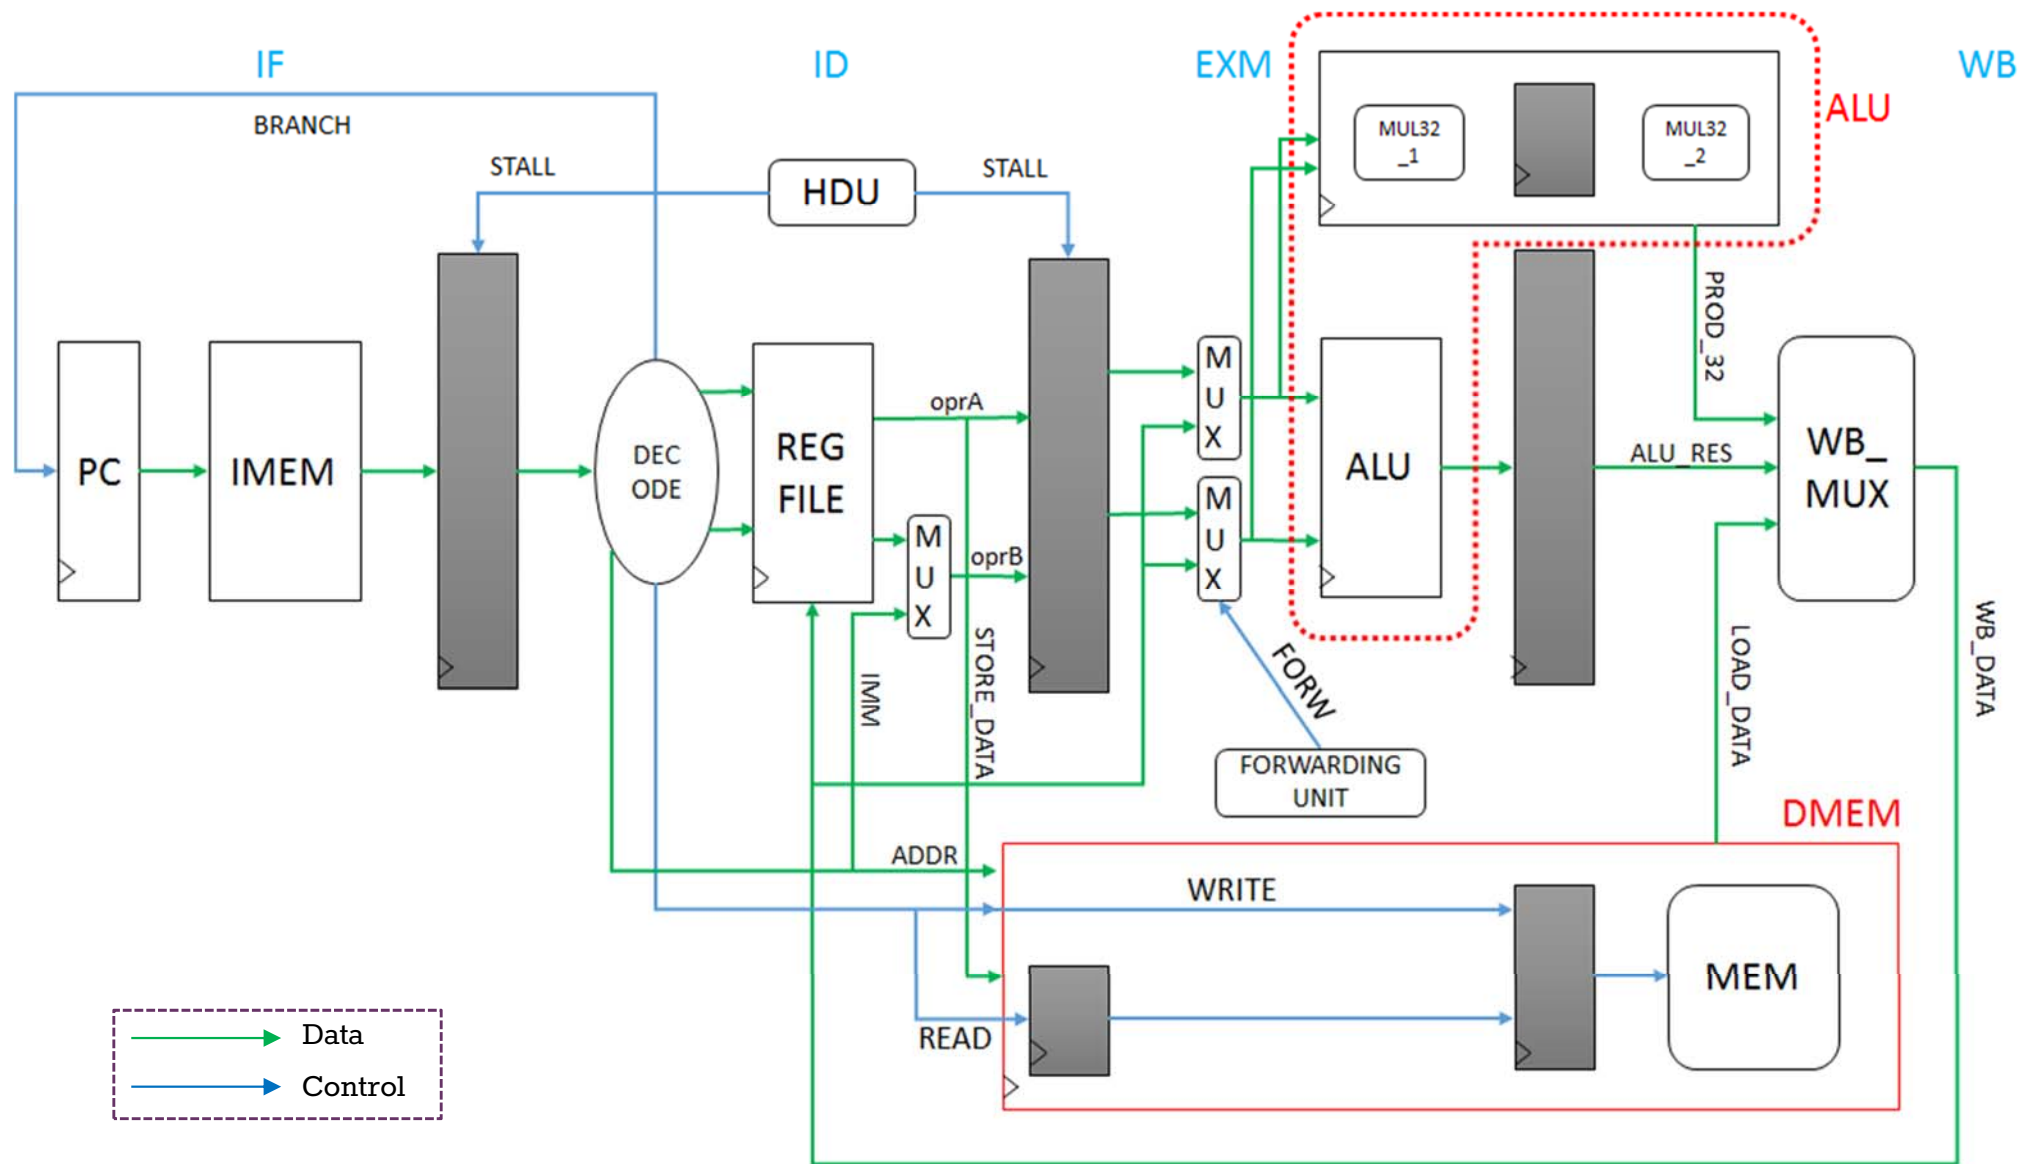 IF
ID
EXM
WB
BRANCH
STALL
HDU
STALL
MUL32
_1
MUL32
_2
ALU
PC
IMEM
DEC
ODE
REG
FILE
oprA
M
U
X
oprB
IMM
STORE_DATA
M
U
X
M
U
X
ALU
PROD_32
ALU_RES
WB_
MUX
FORW
FORWARDING
UNIT
LOAD_DATA
WB_DATA
DMEM
ADDR
WRITE
READ
MEM
Data
Control